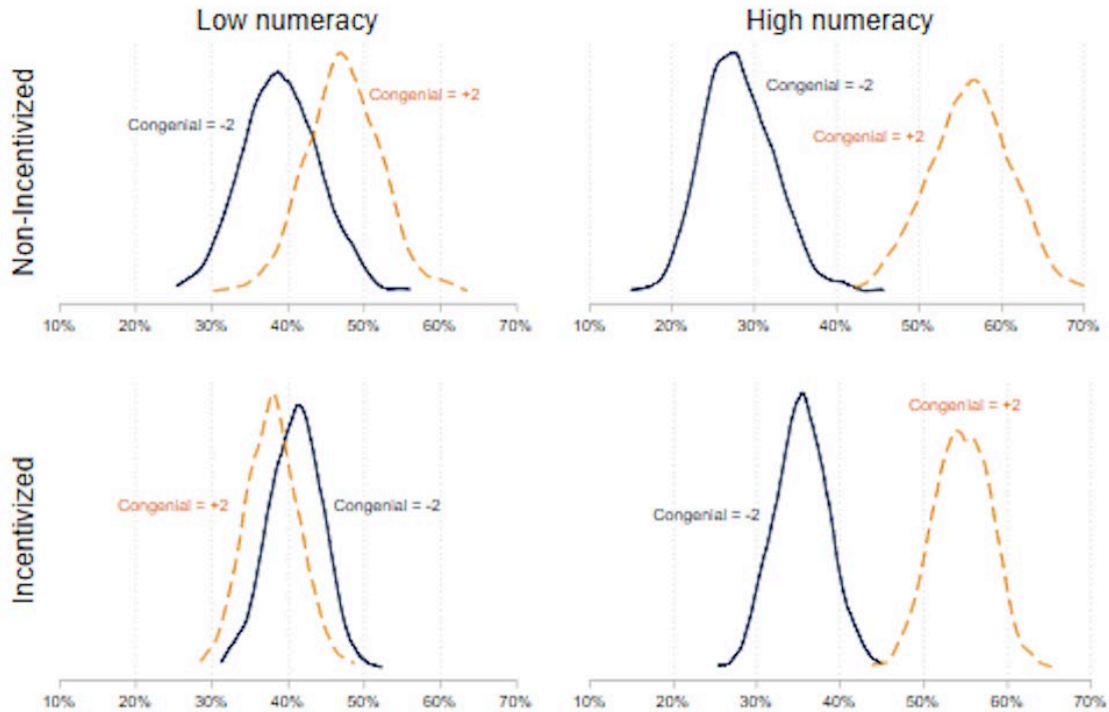 Low numeracy
High numeracy
Non-Incentivized
Congenial = -2
Congenial = +2
10% 20% 30% 40% 50% 60% 70%
Congenial = -2
Congenial = +2
10% 20% 30% 40% 50% 60% 70%
Incentivized
Congenial = +2
Congenial = -2
10% 20% 30% 40% 50% 60% 70%
Congenial = +2
Congenial = -2
10% 20% 30% 40% 50% 60% 70%